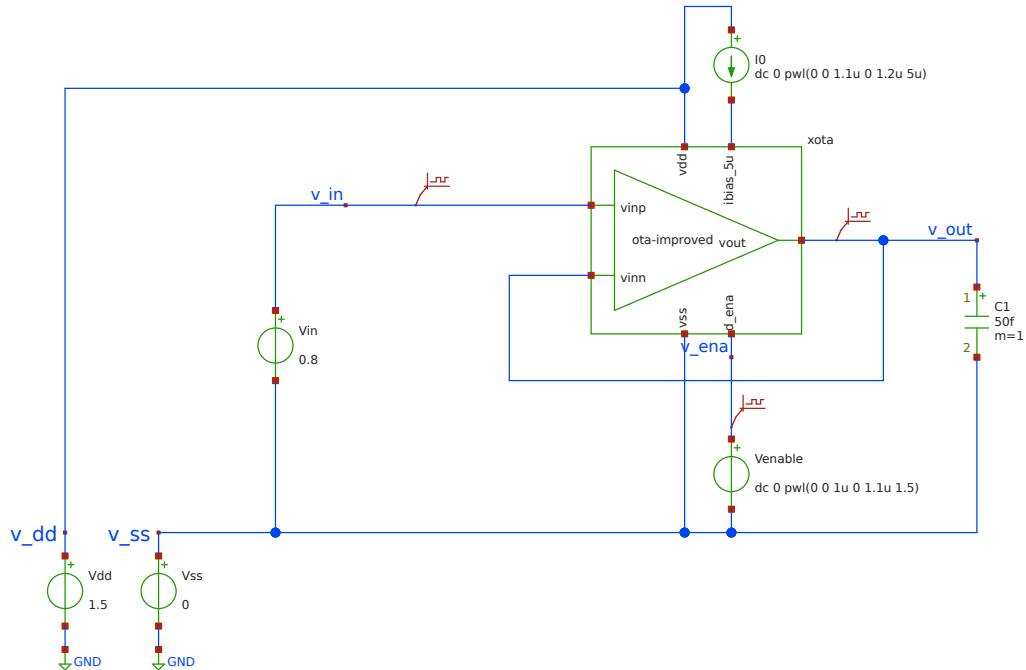 I0
dc 0 pwl(0 0 1.1u 0 1.2u 5u)
xota
vdd
ibias_5u
v_in
vinp
ota-improved
vout
v_out
vinn
vss
d_ena
v_ena
1
C1
50f
m=1
2
Vin
0.8
Venable
dc 0 pwl(0 0 1u 0 1.1u 1.5)
v_dd
v_ss
Vdd
1.5
Vss
0
GND
GND